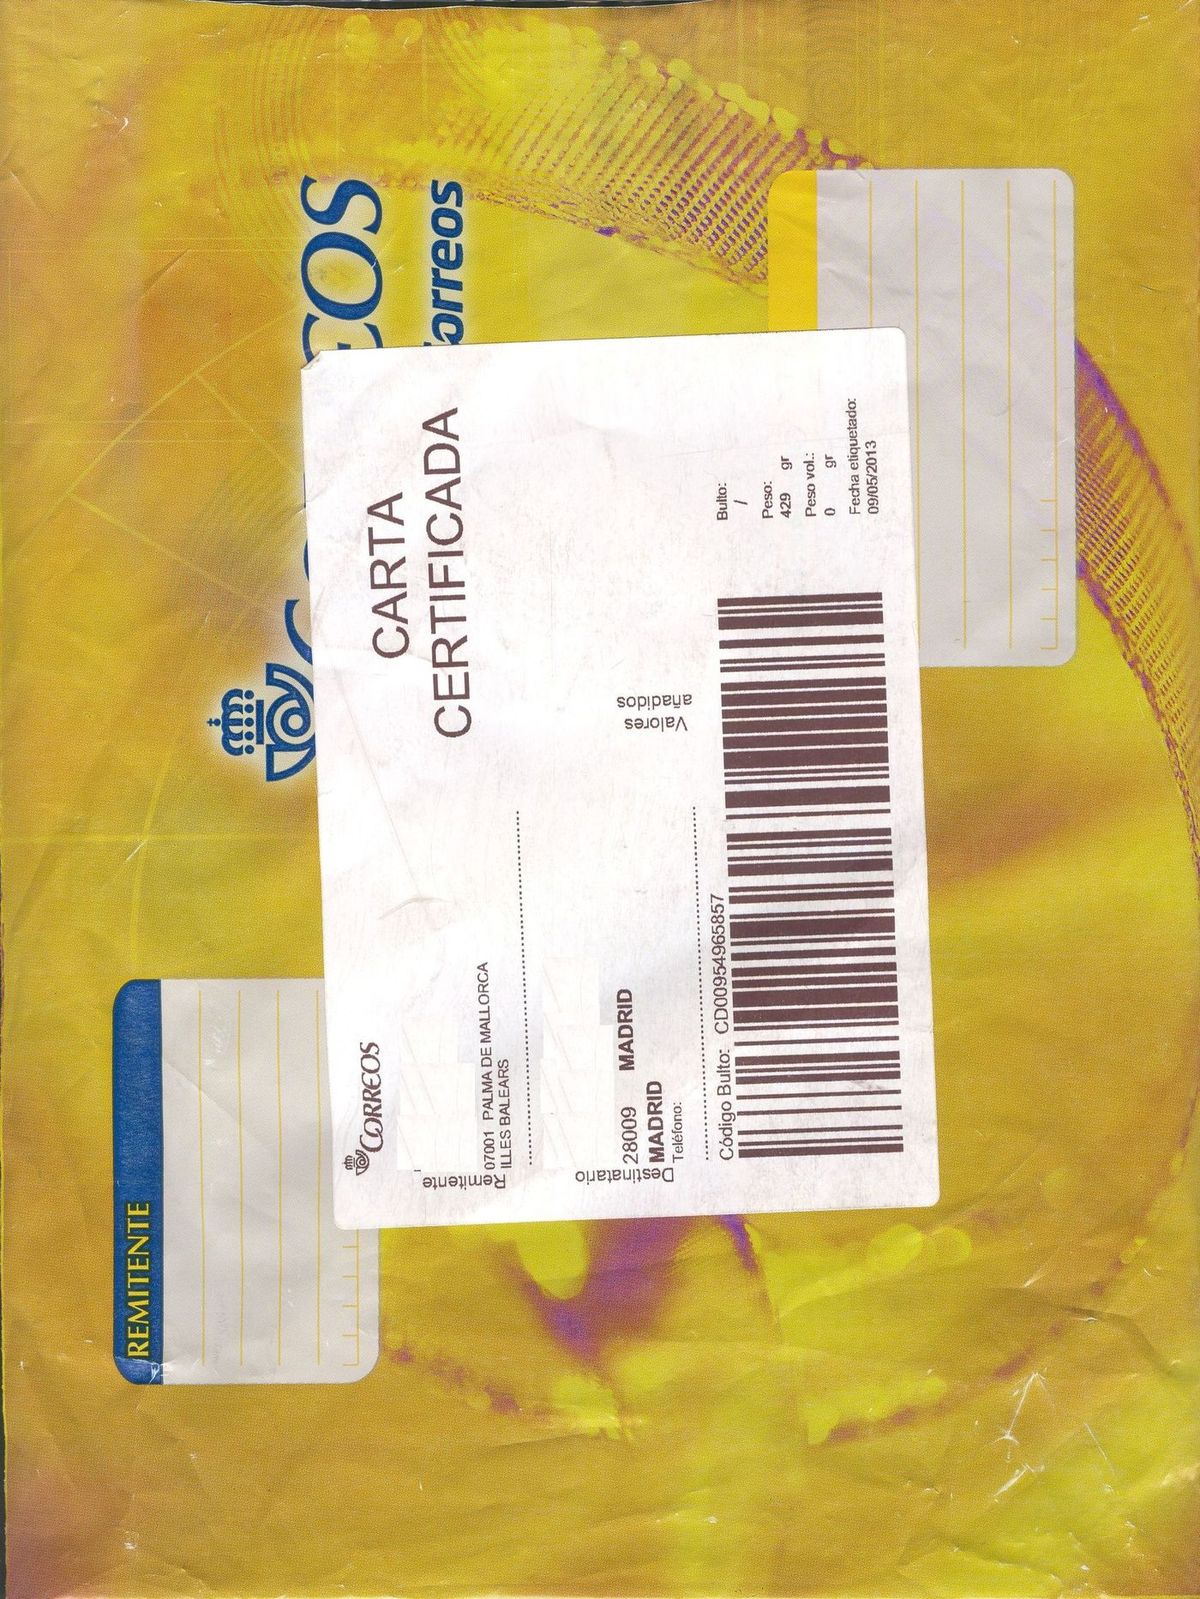 CORREOS
Correos
REMITENTE
CORREOS
CARTA
CERTIFICADA
Remitente
07001 PALMA DE MALLORCA
ILLES BALEARS
Destinatario
28009 MADRID
MADRID
Teléfono:
Valores
añadidos
Código Bulto: CD00954965857
Bulto:
/
Peso:
429 gr
Peso vol.:
0 gr
Fecha etiquetado:
09/05/2013